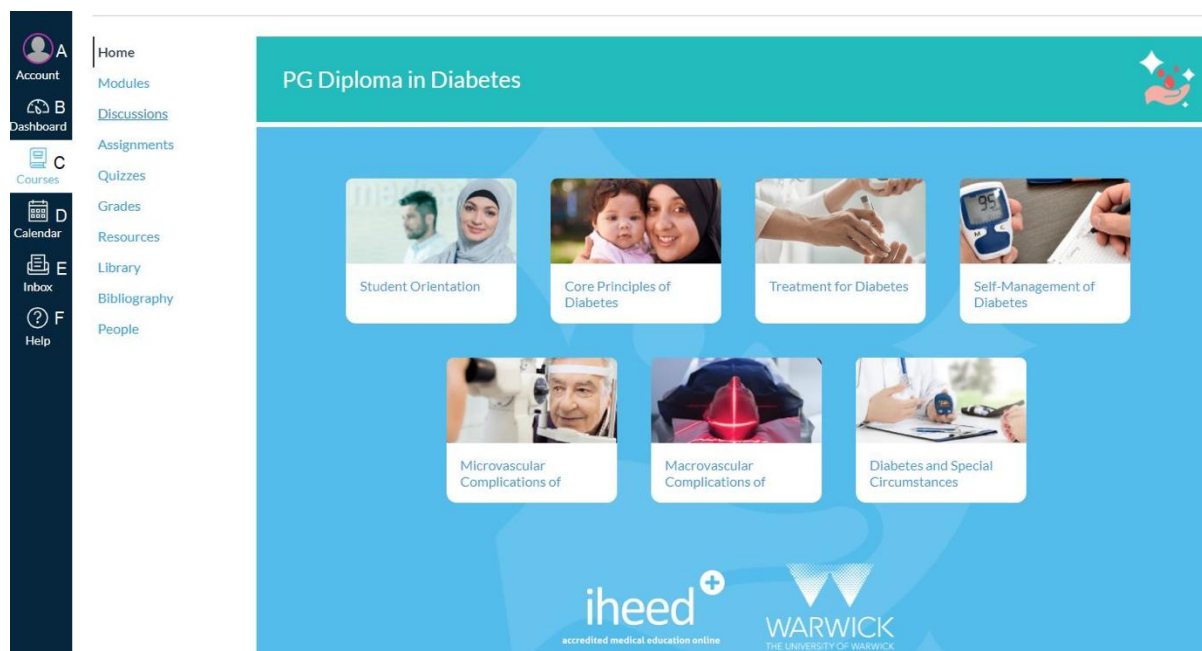 A
Account
B
Dashboard
C
Courses
D
Calendar
E
Inbox
F
Help
Home
Modules
Discussions
Assignments
Quizzes
Grades
Resources
Library
Bibliography
People
PG Diploma in Diabetes
Student Orientation
Core Principles of
Diabetes
Treatment for Diabetes
Self-Management of
Diabetes
95
M C
Microvascular
Complications of
Macrovascular
Complications of
Diabetes and Special
Circumstances
iheed
accredited medical education online
WARWICK
THE UNIVERSITY OF WARWICK